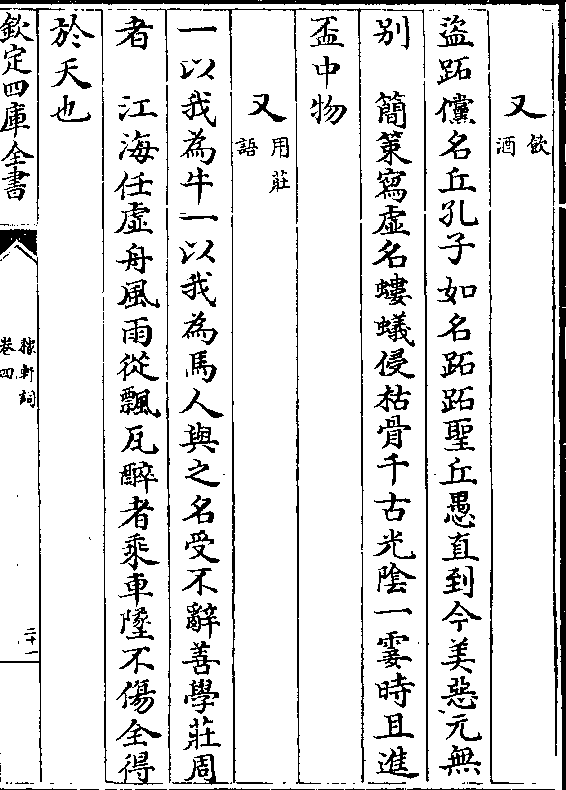 又飲酒
盜跖儻名丘孔子如名跖跖聖丘愚直到今美惡元無
别　簡䇿寫虛名螻蟻侵枯骨千古光陰一霎時且進
盃中物
又用莊語
一以我為牛一以我為馬人與之名受不辭善學莊周
者　江海任虛舟風雨從飄瓦醉者乘車墜不傷全得
於天也
欽定四庫全書
稼軒詞
卷四
二十一